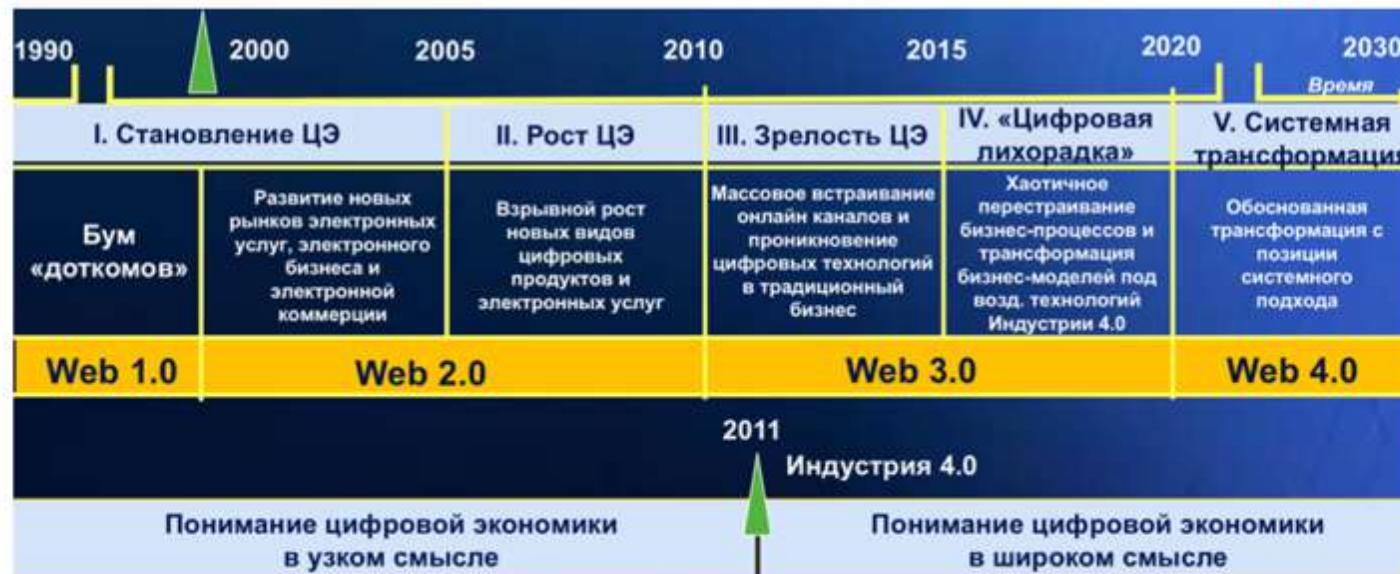 1990
2000
2005
2010
2015
2020
2030
Время
I. Становление ЦЭ
II. Рост ЦЭ
III. Зрелость ЦЭ
IV. «Цифровая
лихорадка»
V. Системная
трансформация
Бум
«доткомов»
Развитие новых
рынков электронных
услуг, электронного
бизнеса и
электронной
коммерции
Взрывной рост
новых видов
цифровых
продуктов и
электронных услуг
Массовое встраивание
онлайн каналов и
проникновение
цифровых технологий
в традиционный
бизнес
Хаотичное
перестраивание
бизнес-процессов и
трансформация
бизнес-моделей под
возд. технологий
Индустрии 4.0
Обоснованная
трансформация с
позиции
системного
подхода
Web 1.0
Web 2.0
Web 3.0
Web 4.0
2011
Индустрия 4.0
Понимание цифровой экономики
в узком смысле
Понимание цифровой экономики
в широком смысле